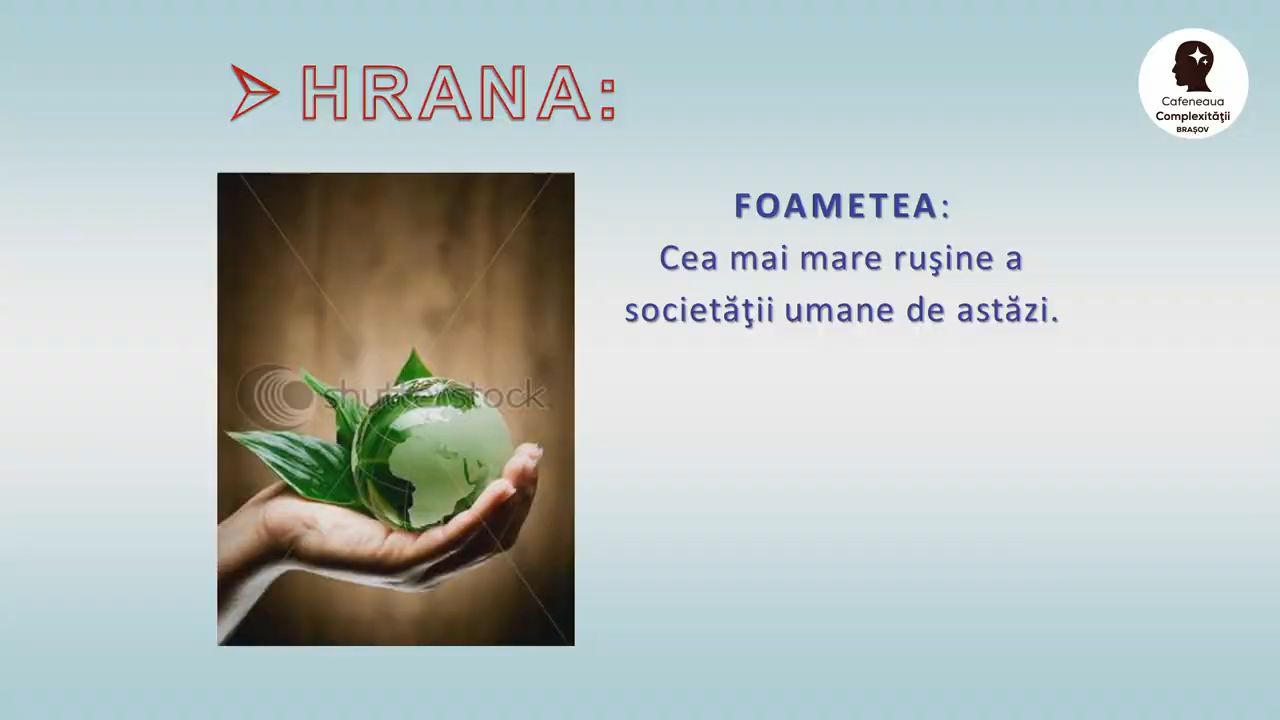 HRANA:
Cafeneaua
Complexităţii
BRAŞOV
FOAMETEA:
Cea mai mare ruşine a
societăţii umane de astăzi.
shutterstock